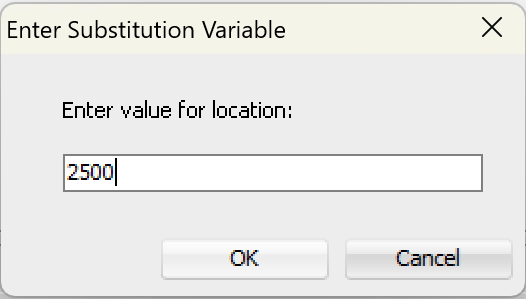 Enter Substitution Variable
Enter value for location:
2500
OK Cancel